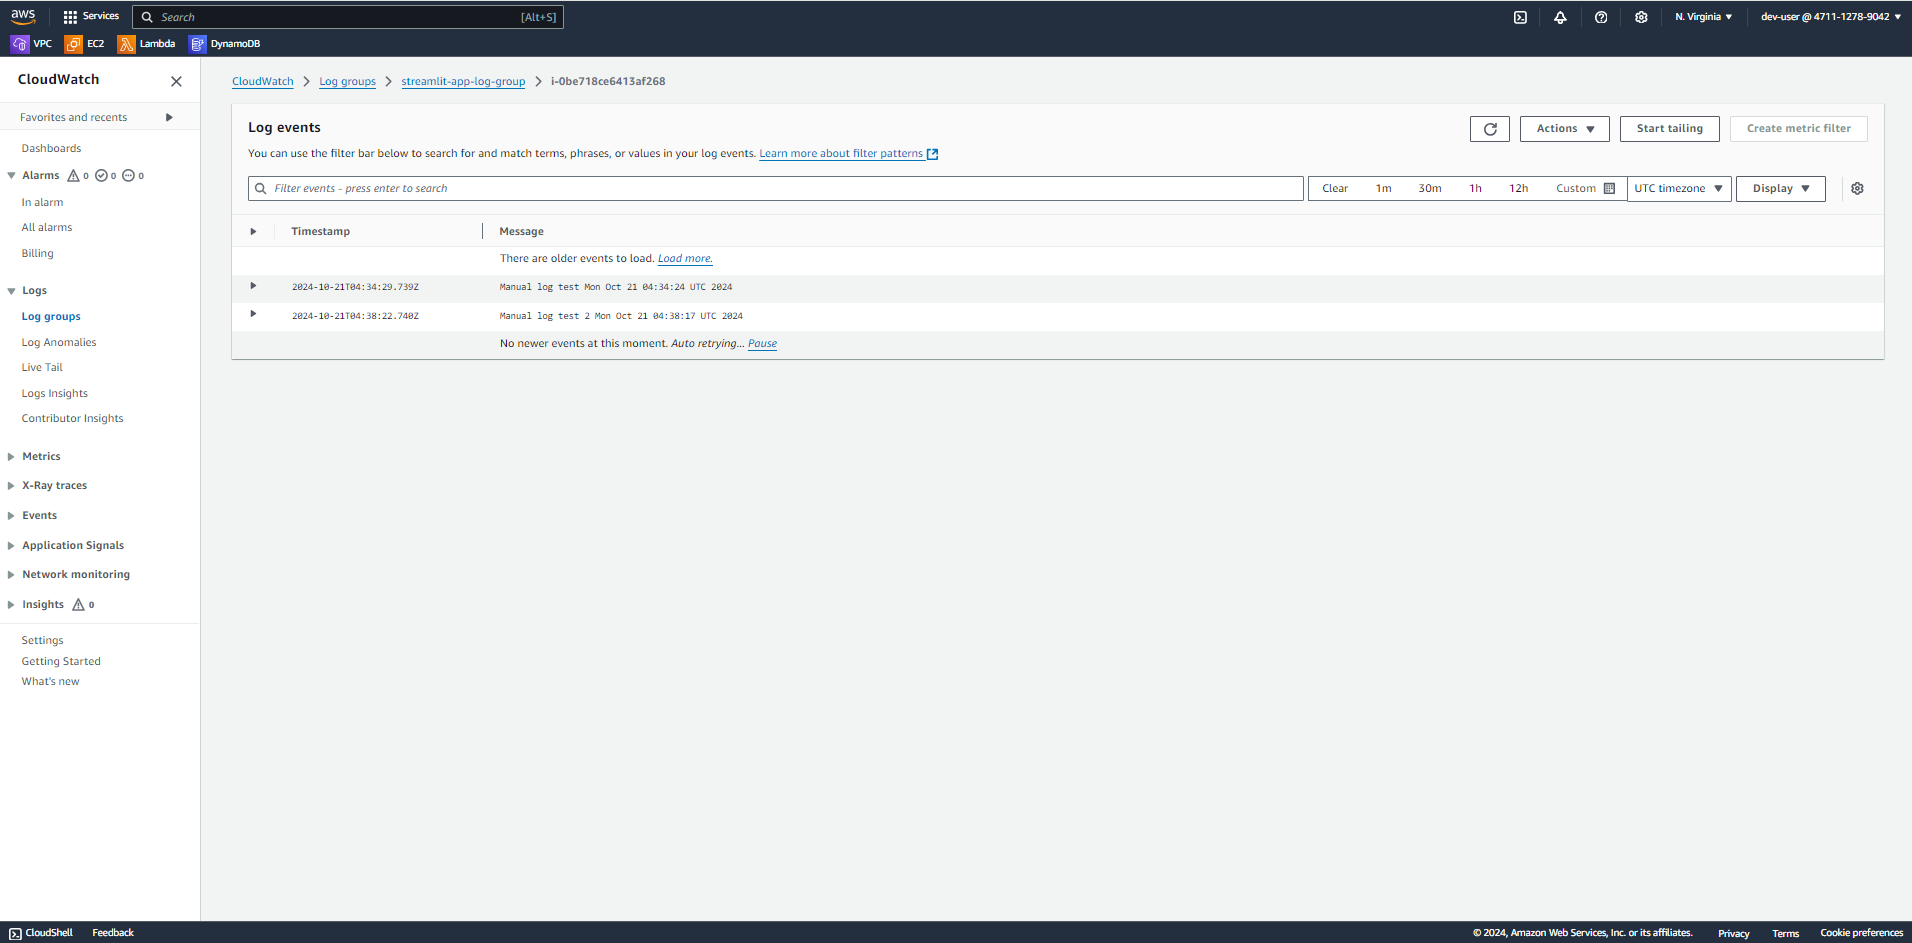 aws Services Search [Alt+S] N. Virginia dev-user @ 4711-1278-9042
VPC EC2 Lambda DynamoDB
CloudWatch
Favorites and recents
Dashboards
Alarms 0 0 0
In alarm
All alarms
Billing
Logs
Log groups
Log Anomalies
Live Tail
Logs Insights
Contributor Insights
Metrics
X-Ray traces
Events
Application Signals
Network monitoring
Insights 0
Settings
Getting Started
What's new
CloudWatch Log groups streamlit-app-log-group i-0be718ce6413af268
Log events
Actions Start tailing Create metric filter
You can use the filter bar below to search for and match terms, phrases, or values in your log events. Learn more about filter patterns
Filter events - press enter to search Clear 1m 30m 1h 12h Custom UTC timezone Display
Timestamp Message
There are older events to load. Load more.
2024-10-21T04:34:29.739Z Manual log test Mon Oct 21 04:34:24 UTC 2024
2024-10-21T04:38:22.740Z Manual log test 2 Mon Oct 21 04:38:17 UTC 2024
No newer events at this moment. Auto retrying... Pause
CloudShell Feedback © 2024, Amazon Web Services, Inc. or its affiliates. Privacy Terms Cookie preferences